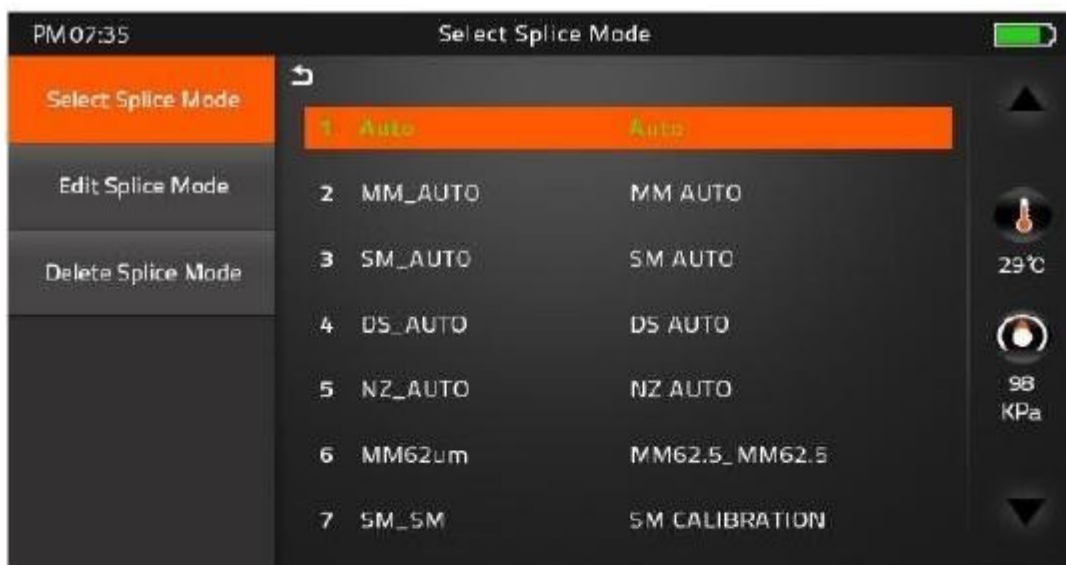 PM 07:35 Select Splice Mode
Select Splice Mode
Edit Splice Mode
Delete Splice Mode
1 Auto Auto
2 MM_AUTO MM AUTO
3 SM_AUTO SM AUTO
4 DS_AUTO DS AUTO
5 NZ_AUTO NZ AUTO
6 MM62um MM62.5_MM62.5
7 SM_SM SM CALIBRATION
29℃
98
KPa